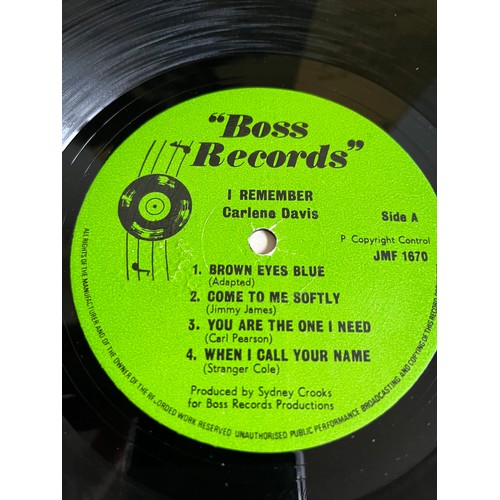 "Boss
Records"
I REMEMBER
Carlene Davis
Side A
P Copyright Control
JMF 1670
1. BROWN EYES BLUE
(Adapted)
2. COME TO ME SOFTLY
(Jimmy James)
3. YOU ARE THE ONE I NEED
(Carl Pearson)
4. WHEN I CALL YOUR NAME
(Stranger Cole)
Produced by Sydney Crooks
for Boss Records Productions
ALL RIGHTS OF THE MANUFACTURER AND OF THE OWNER OF THE RECORDED WORK RESERVED UNAUTHORISED PUBLIC PERFORMANCE BROADCASTING AND COPYING OF THIS RECORD